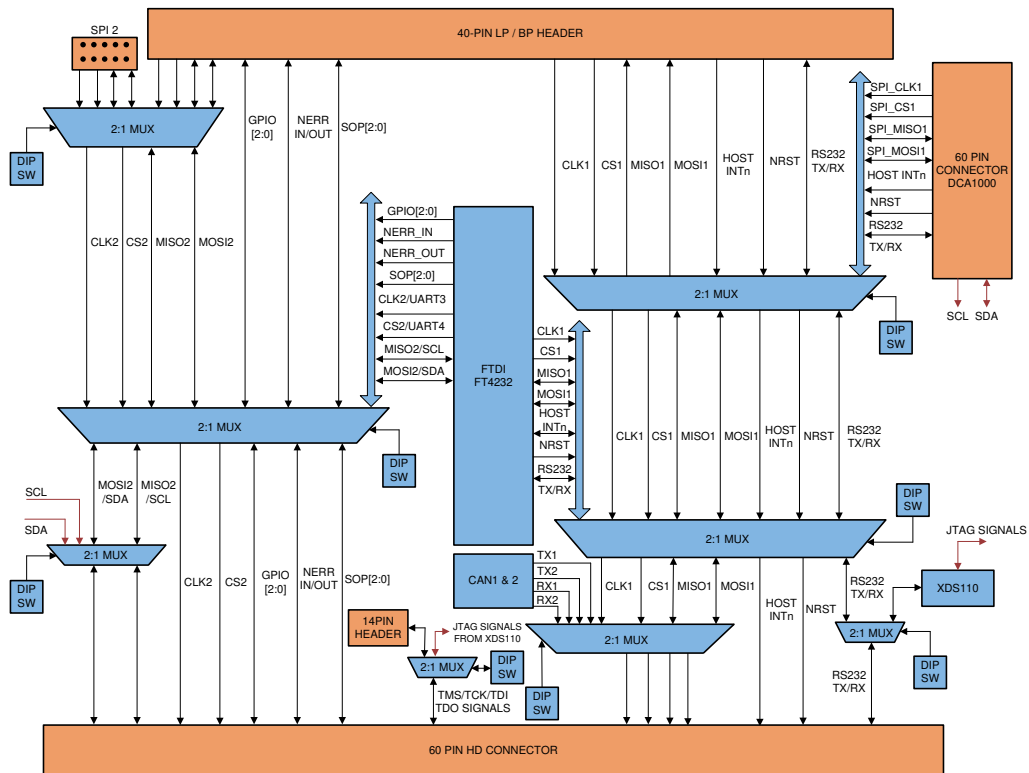 SPI 2
40-PIN LP / BP HEADER
2:1 MUX
DIP
SW
GPIO
[2:0]
NERR
IN/OUT
SOP[2:0]
CLK1
CS1
MISO1
MOSI1
HOST
INTn
NRST
RS232
TX/RX
SPI_CLK1
SPI_CS1
SPI_MISO1
SPI_MOSI1
HOST INTn
NRST
RS232
TX/RX
60 PIN
CONNECTOR
DCA1000
SCL
SDA
CLK2
CS2
MISO2
MOSI2
GPIO[2:0]
NERR_IN
NERR_OUT
SOP[2:0]
CLK2/UART3
CS2/UART4
MISO2/SCL
MOSI2/SDA
FTDI
FT4232
CLK1
CS1
MISO1
MOSI1
HOST
INTn
NRST
RS232
TX/RX
2:1 MUX
DIP
SW
2:1 MUX
DIP
SW
CLK1
CS1
MISO1
MOSI1
HOST
INTn
NRST
RS232
TX/RX
SCL
SDA
MOSI2
/SDA
MISO2
/SCL
2:1 MUX
DIP
SW
CLK2
CS2
GPIO
[2:0]
NERR
IN/OUT
SOP[2:0]
2:1 MUX
DIP
SW
CAN1 & 2
TX1
TX2
RX1
RX2
CLK1
CS1
MISO1
MOSI1
HOST
INTn
NRST
RS232
TX/RX
JTAG SIGNALS
XDS110
14PIN
HEADER
JTAG SIGNALS
FROM XDS110
2:1 MUX
DIP
SW
TMS/TCK/TDI
TDO SIGNALS
2:1 MUX
DIP
SW
2:1 MUX
DIP
SW
RS232
TX/RX
60 PIN HD CONNECTOR